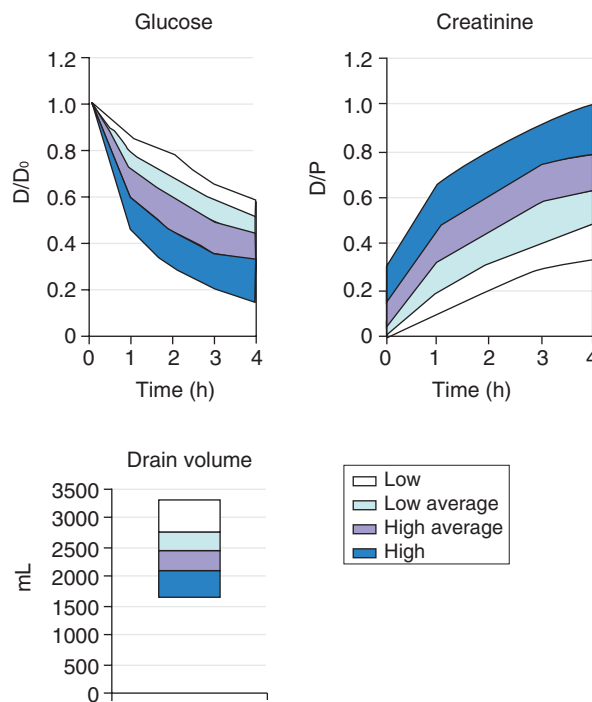 Glucose
1.2
1.0
0.8
0.6
0.4
0.2
0
D/D₀
0 1 2 3 4
Time (h)
Creatinine
1.2
1.0
0.8
0.6
0.4
0.2
0
D/P
0 1 2 3 4
Time (h)
Drain volume
3500
3000
2500
2000
1500
1000
500
0
mL
Low
Low average
High average
High